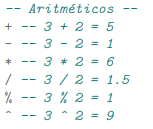 -- Aritméticos --
+ -- 3 + 2 = 5
- -- 3 - 2 = 1
* -- 3 * 2 = 6
/ -- 3 / 2 = 1.5
% -- 3 % 2 = 1
^ -- 3 ^ 2 = 9